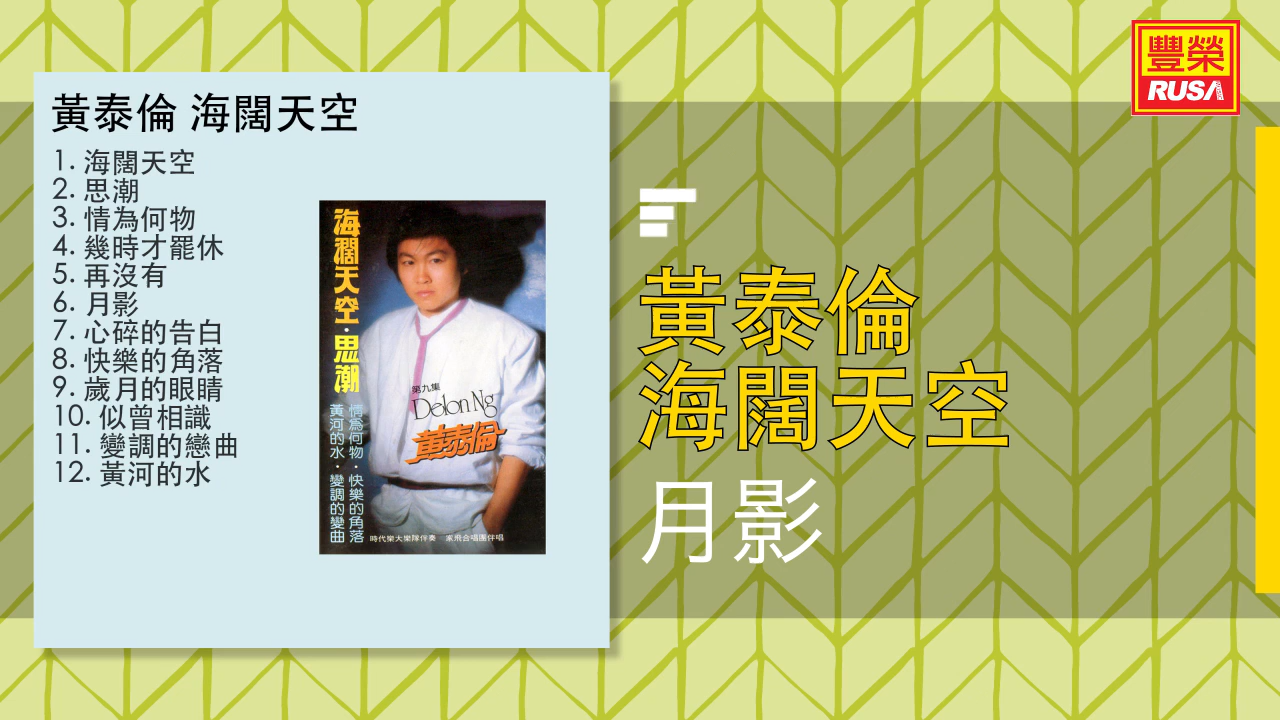 黃泰倫 海闊天空
1. 海闊天空
2. 思潮
3. 情為何物
4. 幾時才罷休
5. 再沒有
6. 月影
7. 心碎的告白
8. 快樂的角落
9. 歲月的眼睛
10. 似曾相識
11. 變調的戀曲
12. 黃河的水
海濶天空·思潮
情為何物·快樂的角落
黃河的水·變調的變曲
第九集
Delon Ng
黃泰倫
時代樂大樂隊伴奏 家飛合唱團伴唱
豐榮
RUSA
黃泰倫
海闊天空
月影